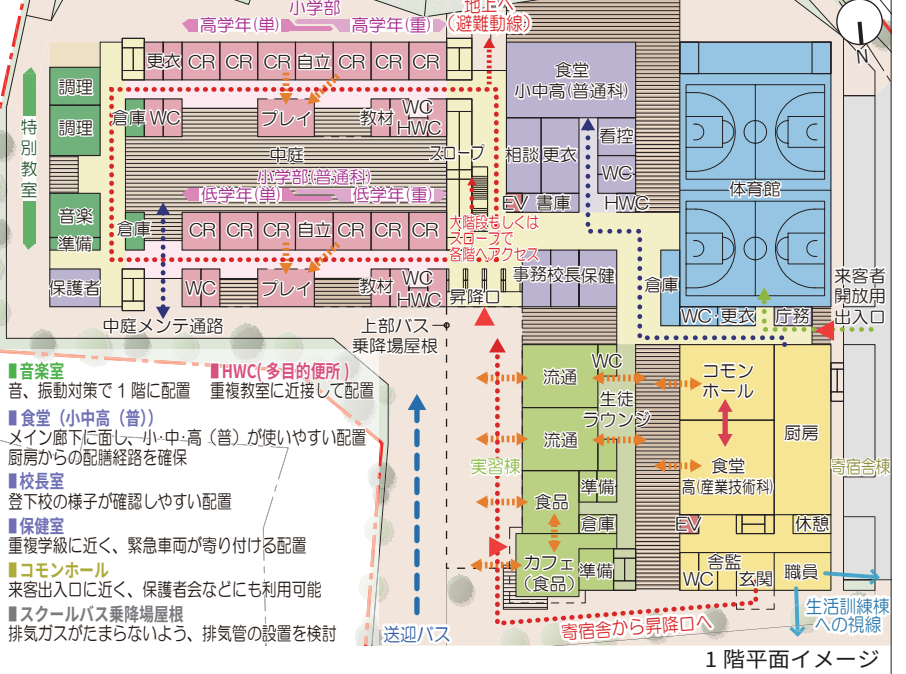 小学部
高学年(単)
高学年(重)
地上へ
(避難動線)
N
更衣 CR CR CR 自立 CR CR CR
調理
調理
倉庫 WC
プレイ
教材
WC
HWC
食堂
小中高(普通科)
特別教室
中庭
スロープ
相談 更衣
看控
WC
小学部(普通科)
低学年(単)
低学年(重)
EV 書庫
HWC
体育館
音楽
準備
倉庫
CR CR CR 自立 CR CR CR
大階段もしくは
スロープで
各階へアクセス
事務 校長 保健
倉庫
保護者
WC
プレイ
教材
WC
HWC
昇降口
来客者
開放用
出入口
WC・更衣
庁務
中庭メンテ通路
上部バス
乗降場屋根
■音楽室
音、振動対策で1階に配置
■HWC(多目的便所)
重複教室に近接して配置
■食堂(小中高(普))
メイン廊下に面し、小・中・高(普)が使いやすい配置
厨房からの配膳経路を確保
■校長室
登下校の様子が確認しやすい配置
■保健室
重複学級に近く、緊急車両が寄り付ける配置
■コモンホール
来客出入口に近く、保護者会などにも利用可能
■スクールバス乗降場屋根
排気ガスがたまらないよう、排気管の設置を検討
流通
WC
生徒
ラウンジ
コモン
ホール
流通
厨房
実習棟
食堂
高(産業技術科)
寄宿舎棟
食品
準備
倉庫
EV
休憩
カフェ
(食品)
準備
舎監
WC
玄関
職員
送迎バス
寄宿舎から昇降口へ
生活訓練棟
への視線
1階平面イメージ